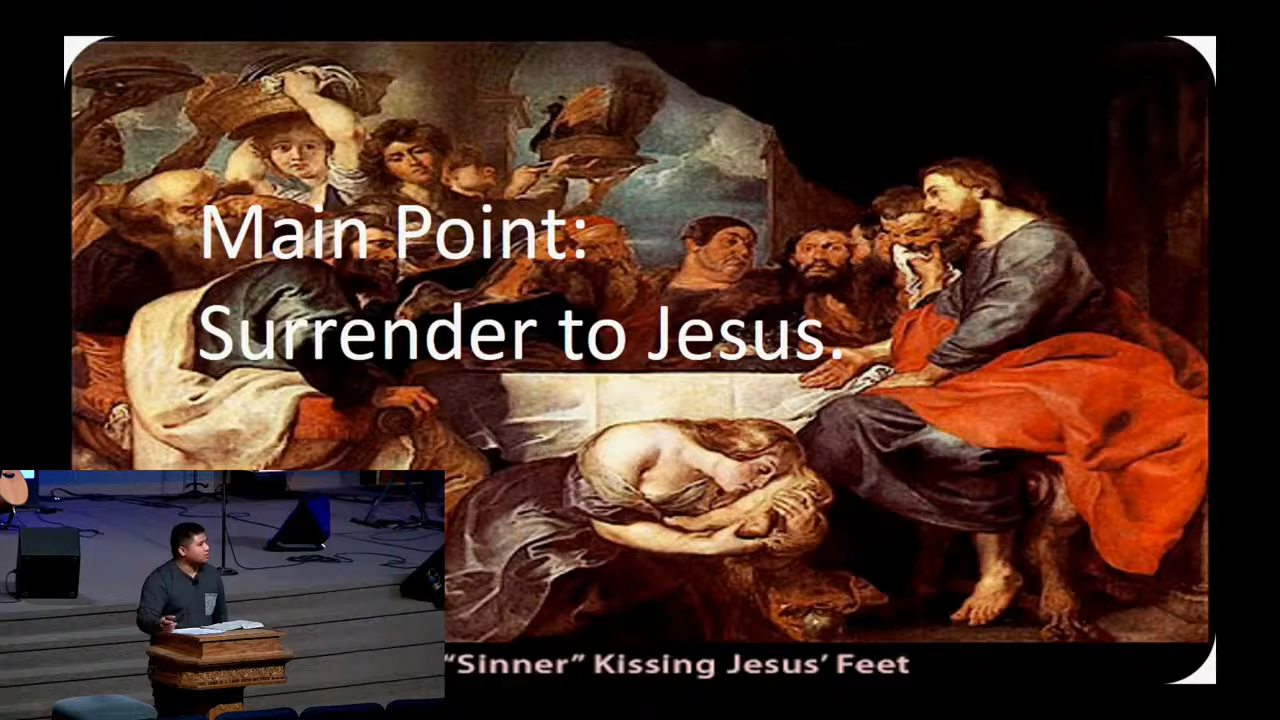 Main Point:
Surrender to Jesus.
“Sinner” Kissing Jesus’ Feet